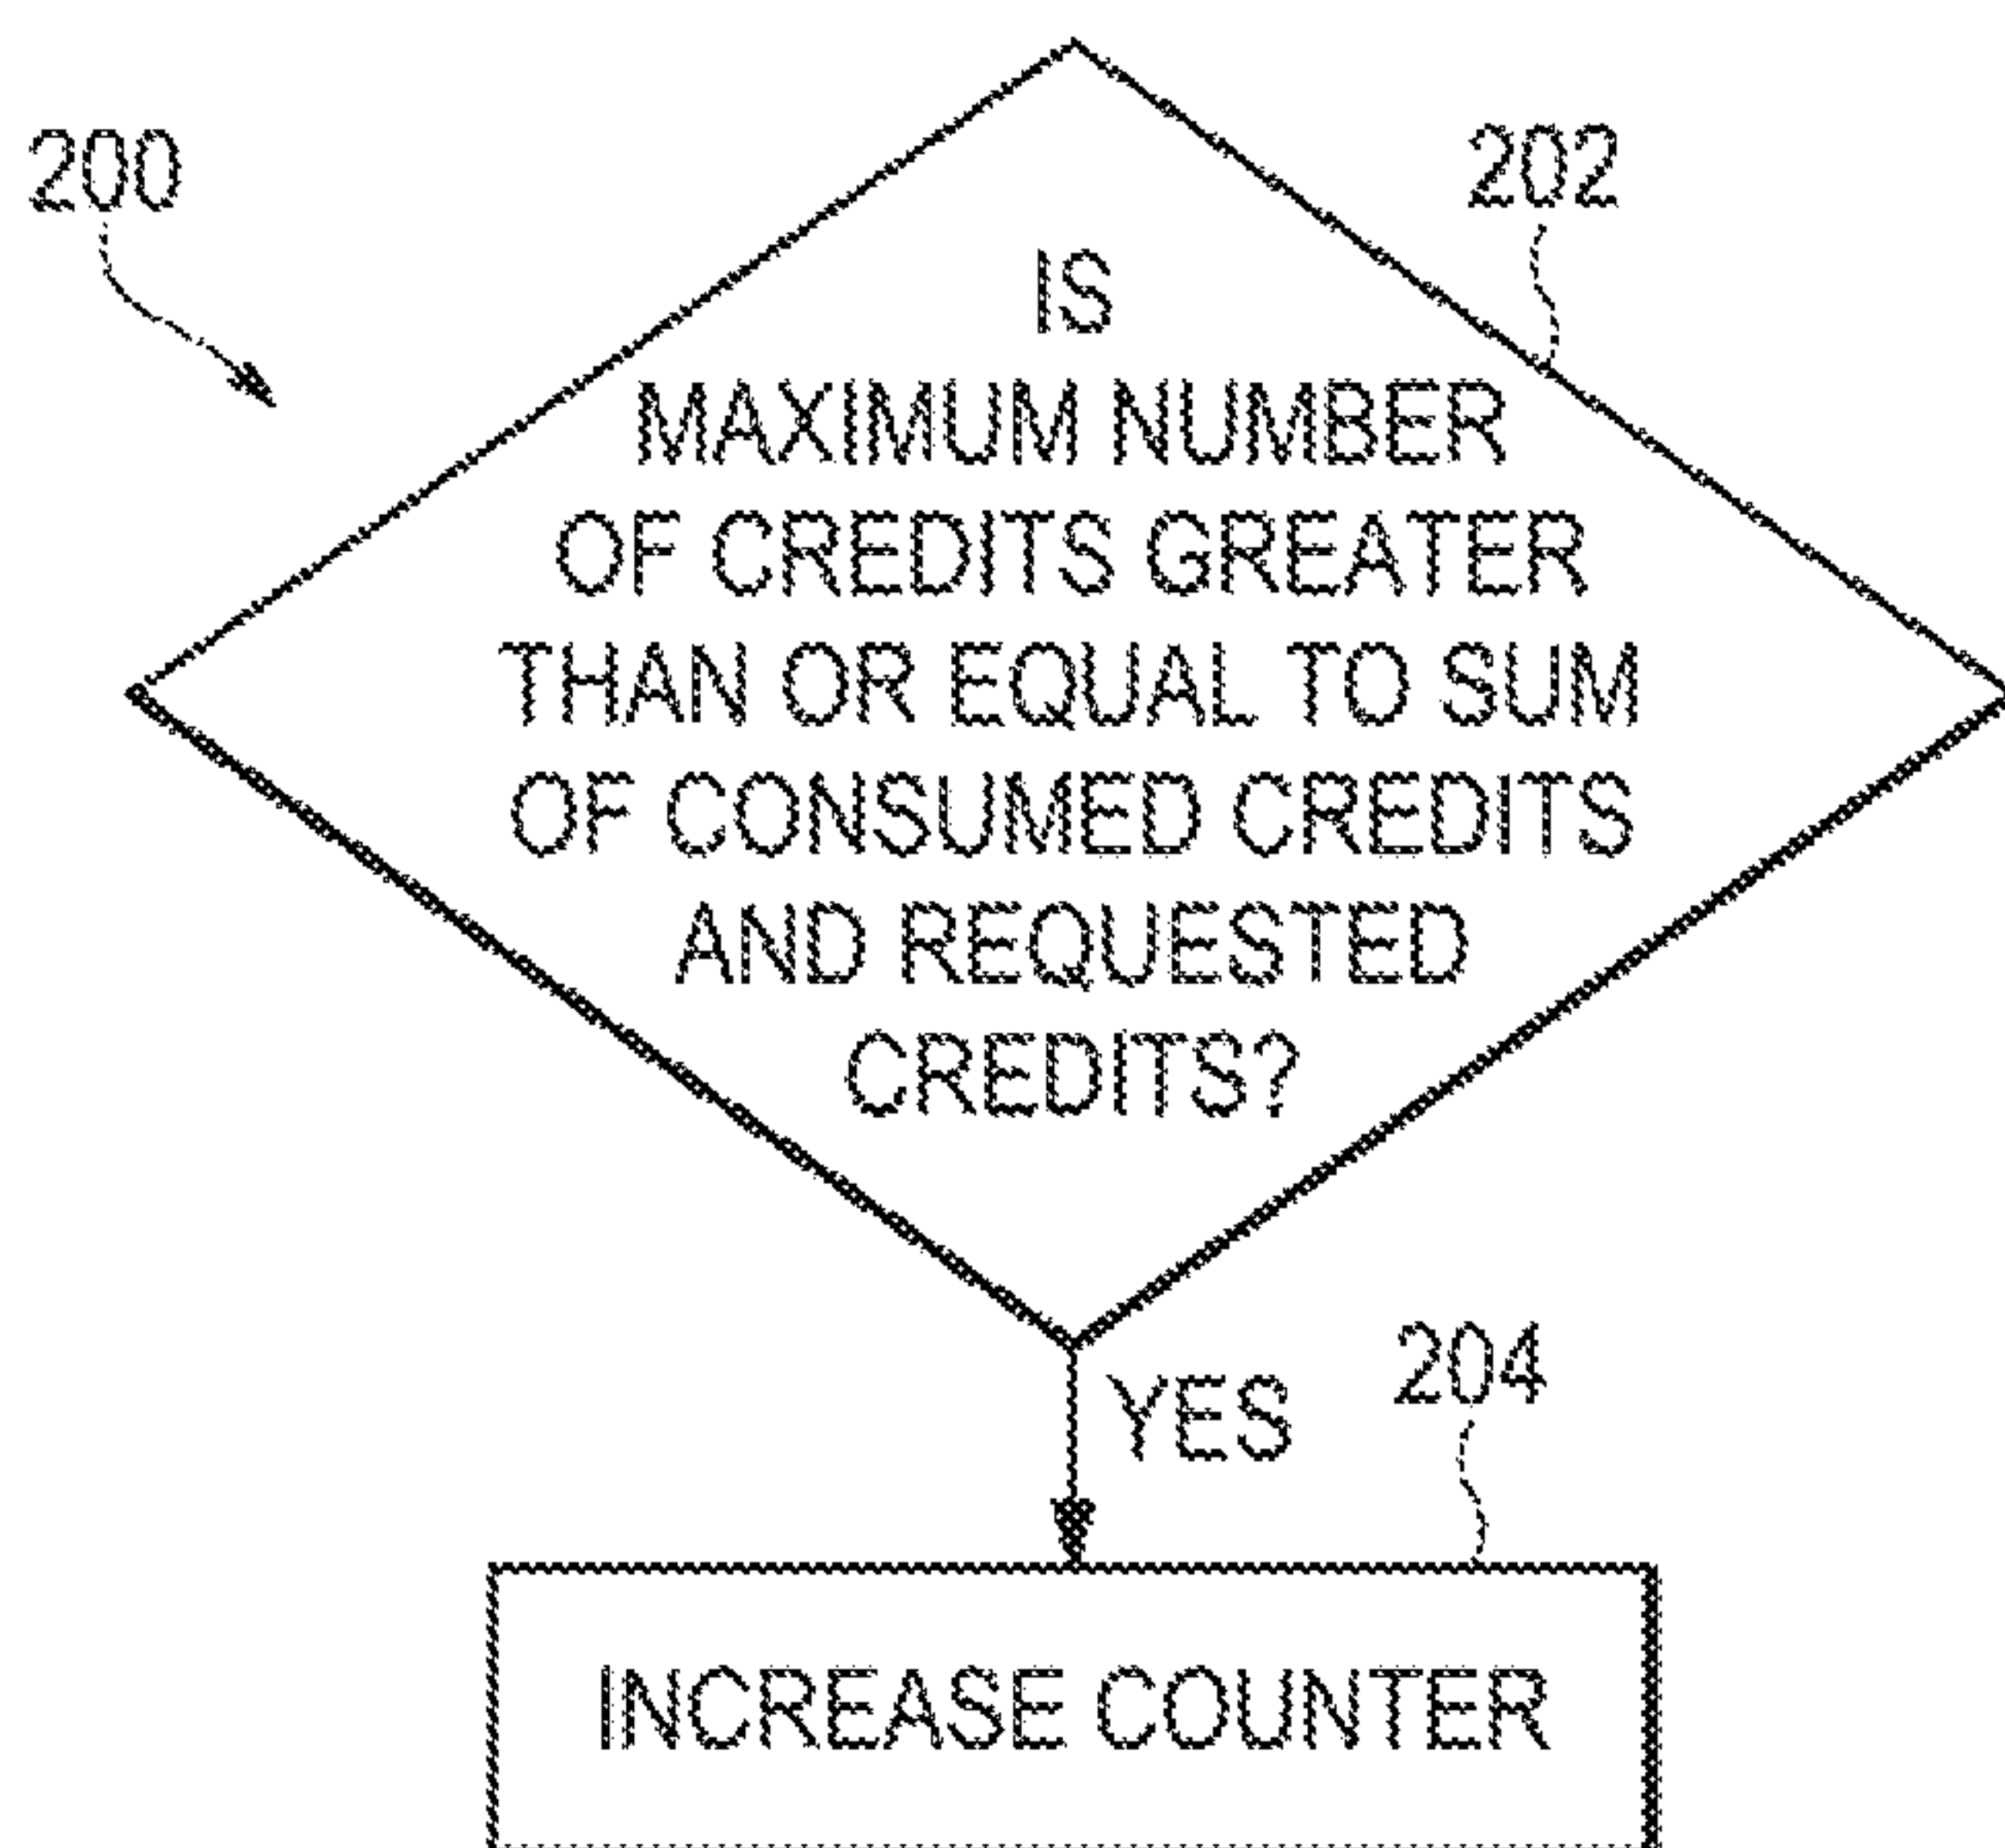 200
202
IS
MAXIMUM NUMBER
OF CREDITS GREATER
THAN OR EQUAL TO SUM
OF CONSUMED CREDITS
AND REQUESTED
CREDITS?
YES
204
INCREASE COUNTER